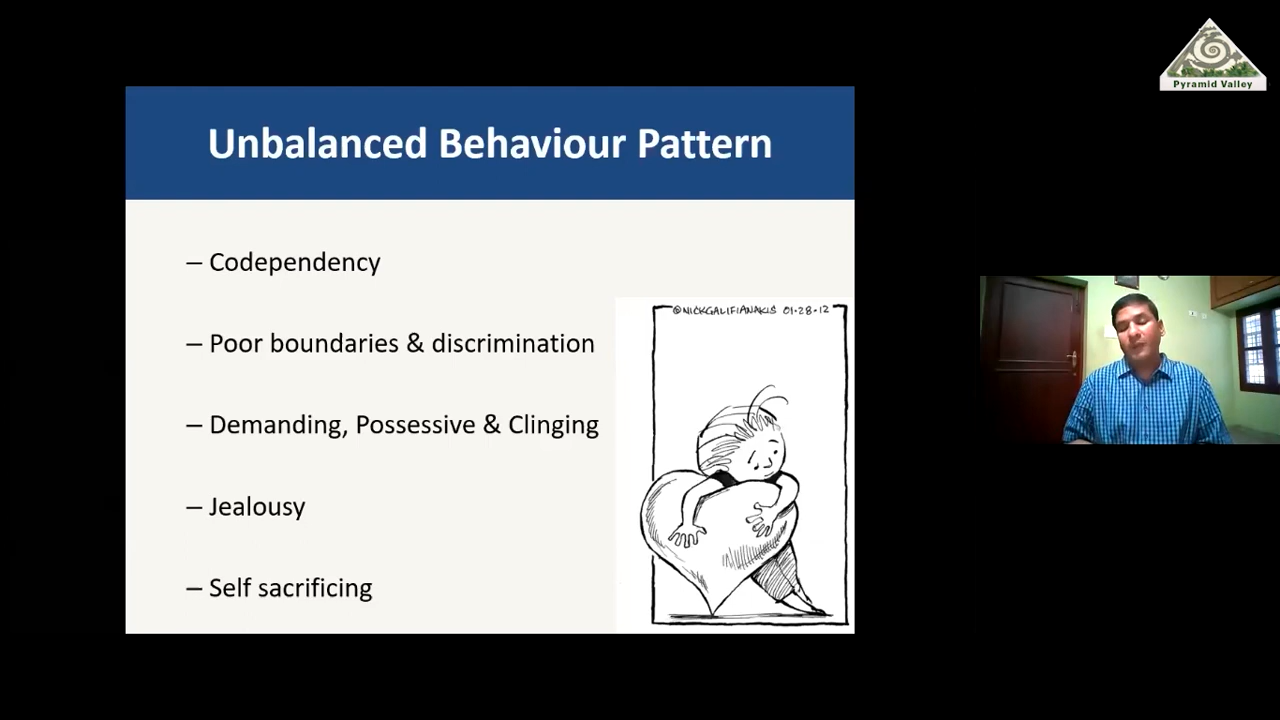 Pyramid Valley
Unbalanced Behaviour Pattern
– Codependency
– Poor boundaries & discrimination
– Demanding, Possessive & Clinging
– Jealousy
– Self sacrificing
@NICKGALIFIANAKIS 01·28·12